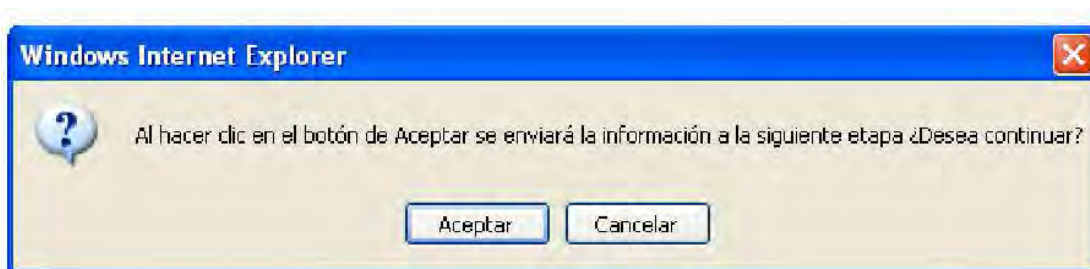 Windows Internet Explorer
Al hacer clic en el botón de Aceptar se enviará la información a la siguiente etapa ¿Desea continuar?
Aceptar Cancelar